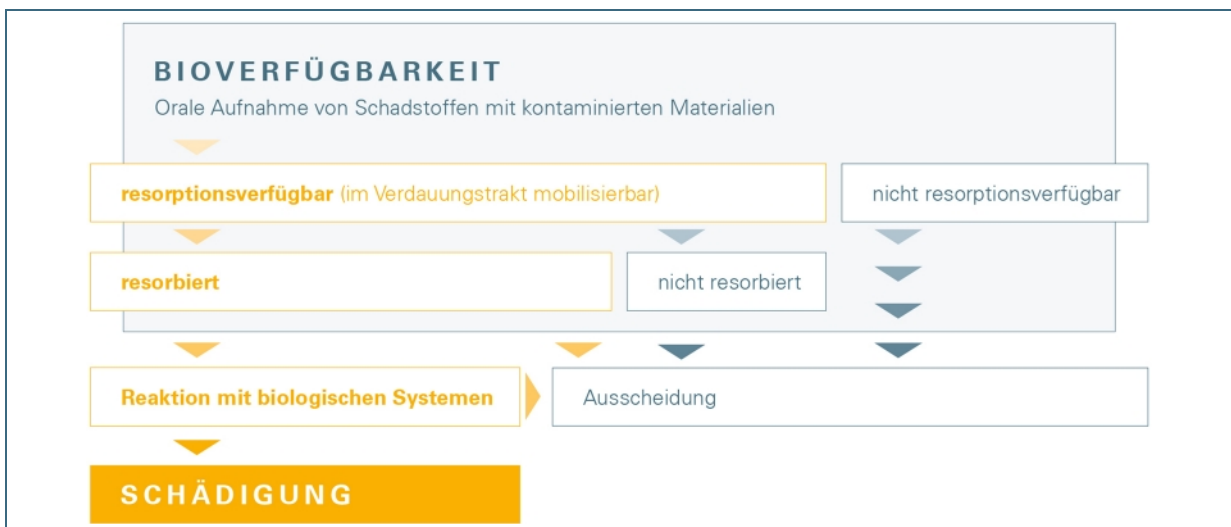 BIOVERFÜGBARKEIT
Orale Aufnahme von Schadstoffen mit kontaminierten Materialien
resorptionsverfügbar (im Verdauungstrakt mobilisierbar)
nicht resorptionsverfügbar
resorbiert
nicht resorbiert
Reaktion mit biologischen Systemen
Ausscheidung
SCHÄDIGUNG